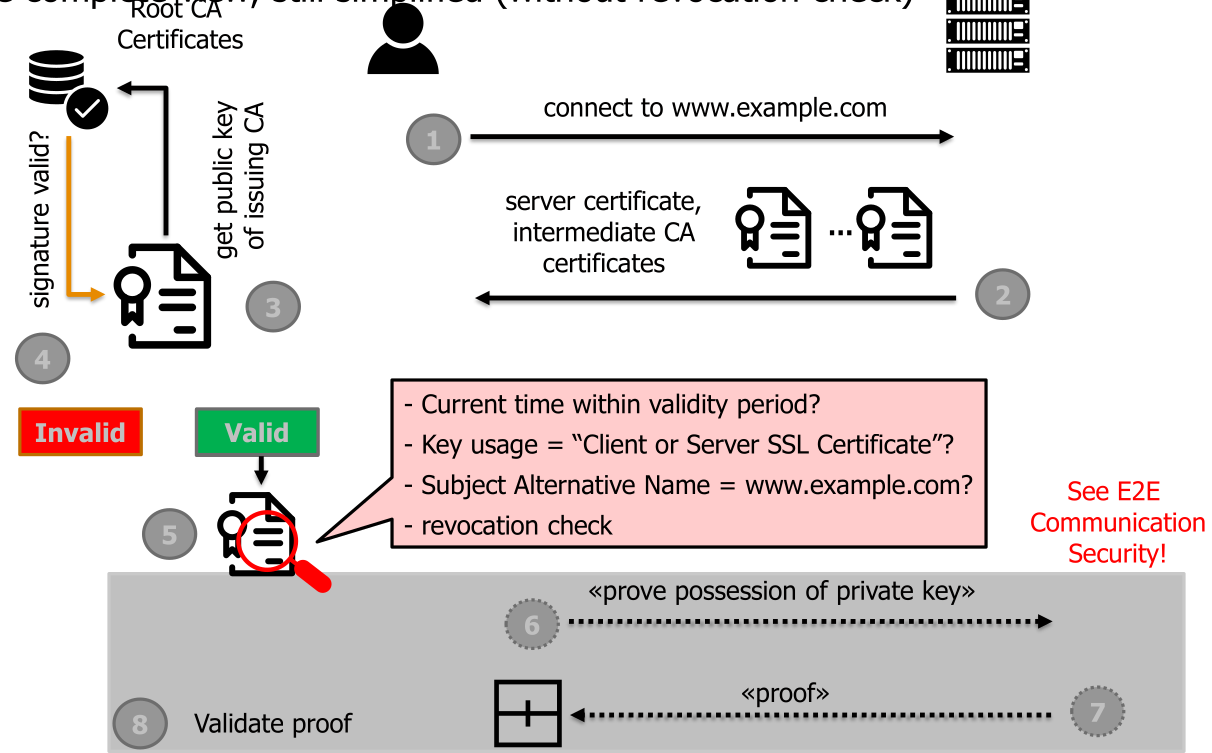 still simplified (without revocation check)
Root CA
Certificates
connect to www.example.com
1
signature valid?
get public key
of issuing CA
server certificate,
intermediate CA
certificates
...
2
3
4
Invalid
Valid
- Current time within validity period?
- Key usage = “Client or Server SSL Certificate”?
- Subject Alternative Name = www.example.com?
- revocation check
See E2E
Communication
Security!
5
«prove possession of private key»
6
«proof»
7
8
Validate proof